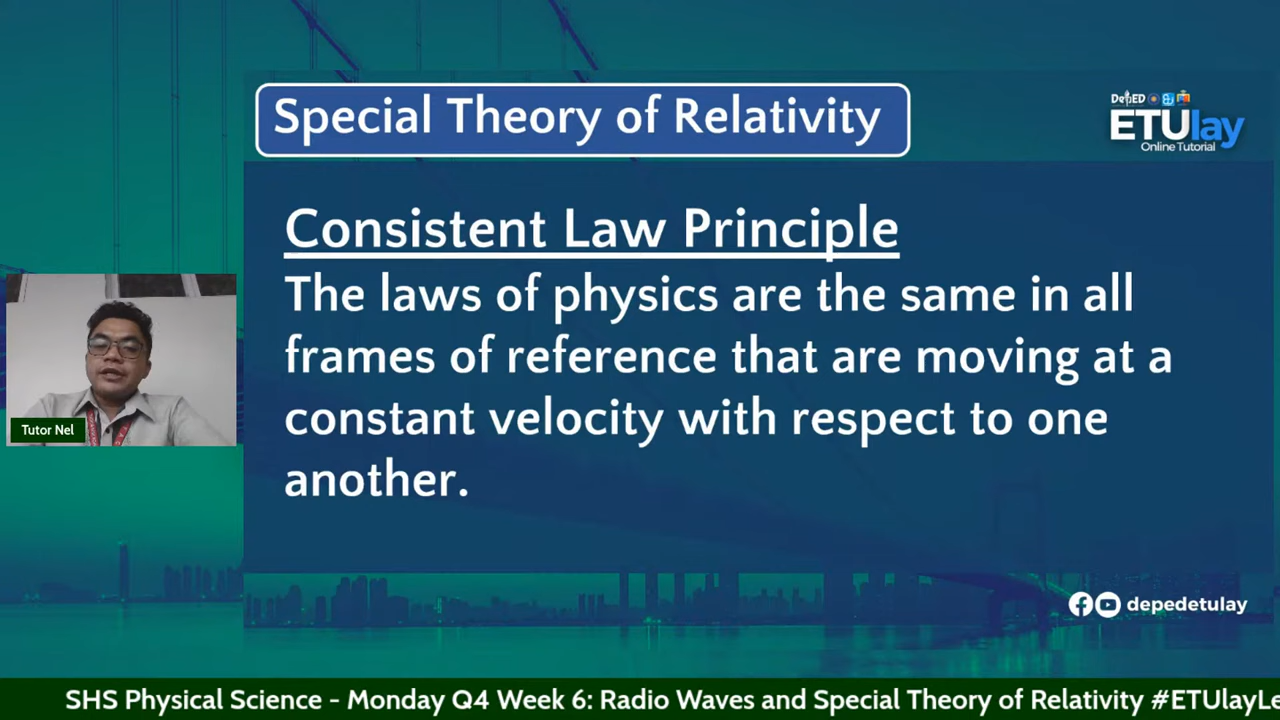 Special Theory of Relativity
DepED
ETUlay
Online Tutorial
Consistent Law Principle
The laws of physics are the same in all
frames of reference that are moving at a
constant velocity with respect to one
another.
Tutor Nel
depedetulay
SHS Physical Science - Monday Q4 Week 6: Radio Waves and Special Theory of Relativity #ETUlayLe